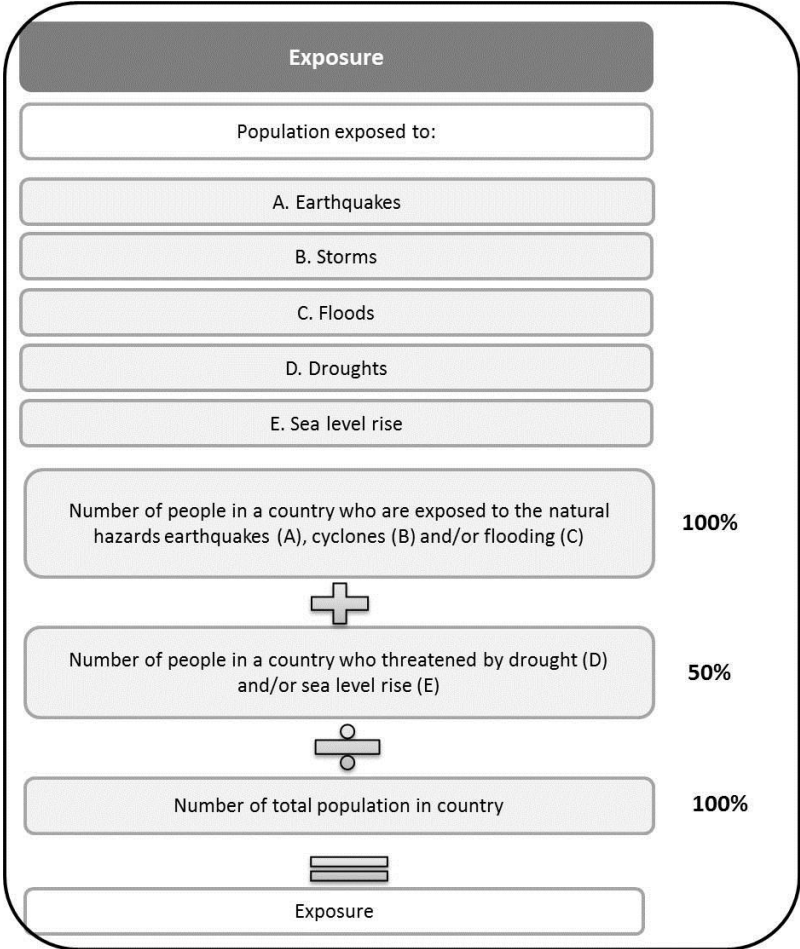 Exposure
Population exposed to:
A. Earthquakes
B. Storms
C. Floods
D. Droughts
E. Sea level rise
Number of people in a country who are exposed to the natural
hazards earthquakes (A), cyclones (B) and/or flooding (C)
100%
Number of people in a country who threatened by drought (D)
and/or sea level rise (E)
50%
Number of total population in country
100%
Exposure